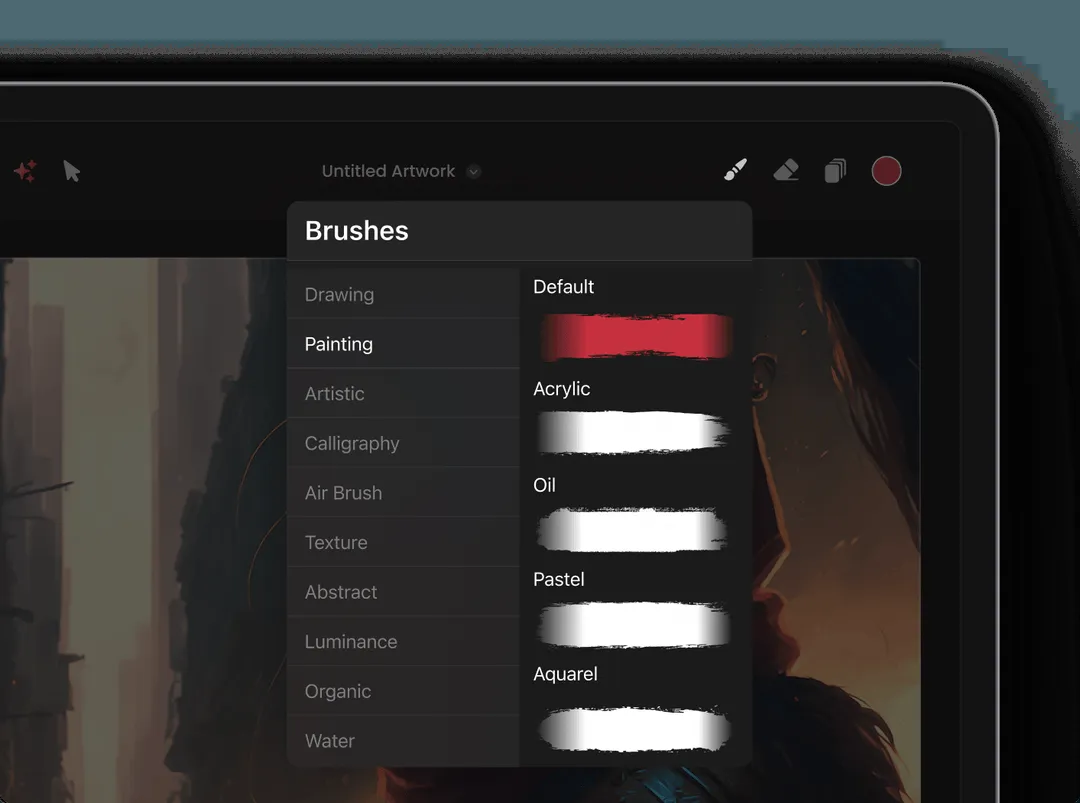 Untitled Artwork
Brushes
Drawing
Painting
Artistic
Calligraphy
Air Brush
Texture
Abstract
Luminance
Organic
Water
Default
Acrylic
Oil
Pastel
Aquarel